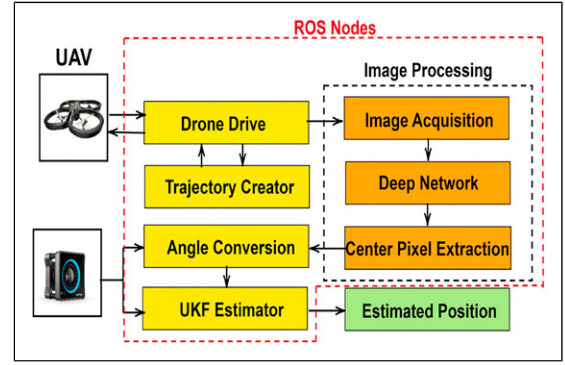 ROS Nodes
UAV
Image Processing
Drone Drive
Image Acquisition
Trajectory Creator
Deep Network
Angle Conversion
Center Pixel Extraction
UKF Estimator
Estimated Position